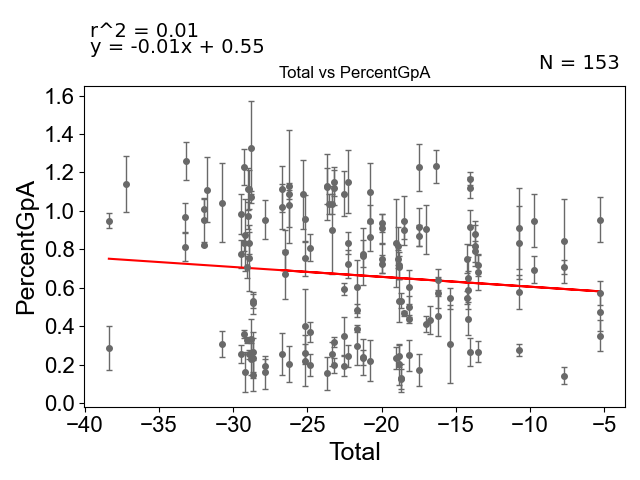 r^2 = 0.01
y = -0.01x + 0.55
N = 153
Total vs PercentGpA
PercentGpA
1.6
1.4
1.2
1.0
0.8
0.6
0.4
0.2
0.0
−40 −35 −30 −25 −20 −15 −10 −5
Total